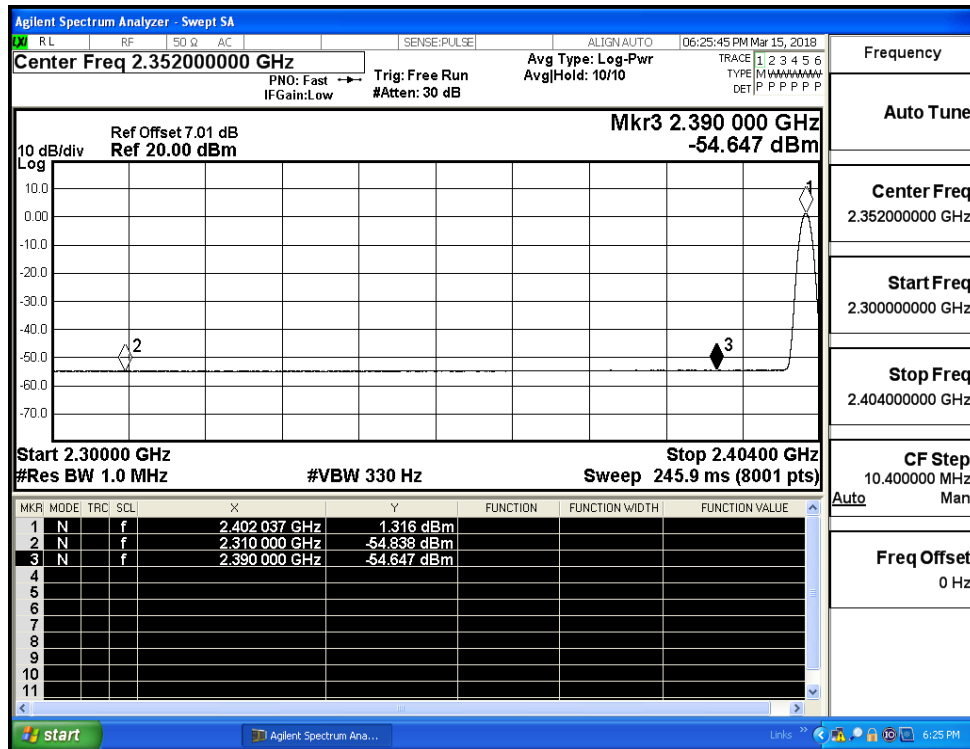 Agilent Spectrum Analyzer - Swept SA
LXI RL RF 50 Ω AC SENSE:PULSE ALIGN AUTO 06:25:45 PM Mar 15, 2018
Center Freq 2.352000000 GHz
PNO: Fast
IFGain:Low
Trig: Free Run
#Atten: 30 dB
Avg Type: Log-Pwr
Avg|Hold: 10/10
TRACE 1 2 3 4 5 6
TYPE M WWWWW
DET P P P P P P
Ref Offset 7.01 dB
10 dB/div Ref 20.00 dBm
Log
Mkr3 2.390 000 GHz
-54.647 dBm
10.0
0.00
-10.0
-20.0
-30.0
-40.0
-50.0
-60.0
-70.0
1
2
3
Start 2.30000 GHz Stop 2.40400 GHz
#Res BW 1.0 MHz #VBW 330 Hz Sweep 245.9 ms (8001 pts)
MKR MODE TRC SCL X Y FUNCTION FUNCTION WIDTH FUNCTION VALUE
1 N f 2.402 037 GHz 1.316 dBm
2 N f 2.310 000 GHz -54.838 dBm
3 N f 2.390 000 GHz -54.647 dBm
4
5
6
7
8
9
10
11
Frequency
Auto Tune
Center Freq
2.352000000 GHz
Start Freq
2.300000000 GHz
Stop Freq
2.404000000 GHz
CF Step
10.400000 MHz
Auto Man
Freq Offset
0 Hz
start Agilent Spectrum Ana... Links » 6:25 PM